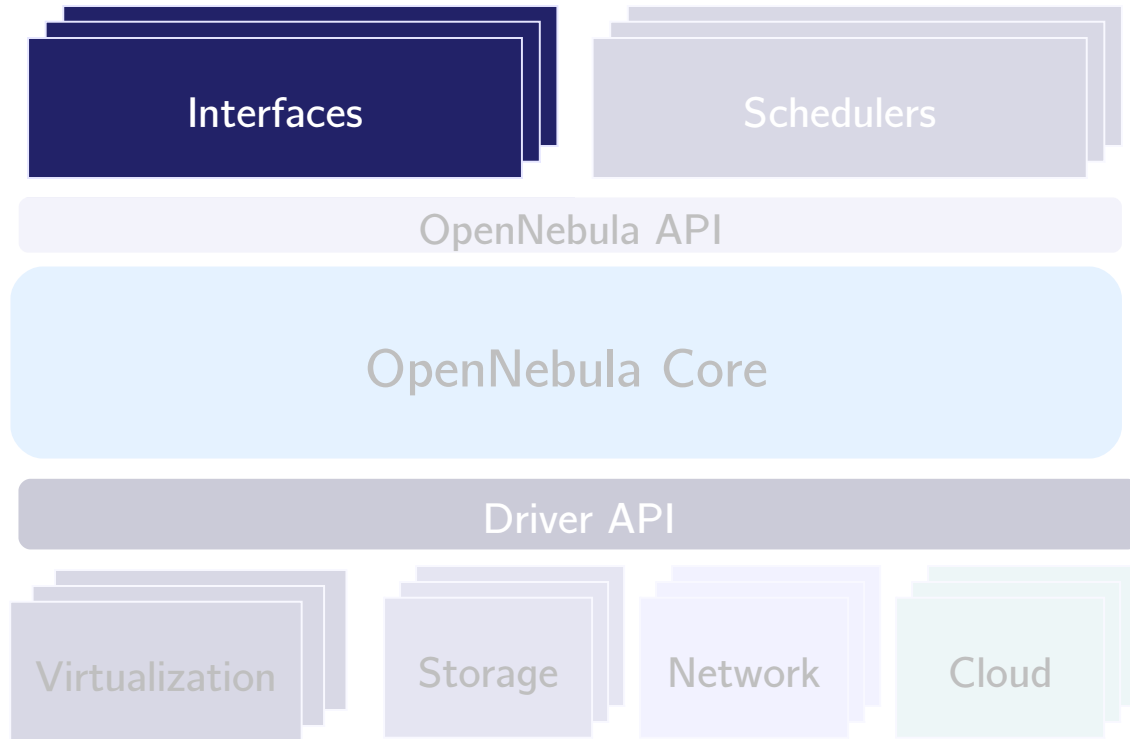 Interfaces
Schedulers
OpenNebula API
OpenNebula Core
Driver API
Virtualization
Storage
Network
Cloud